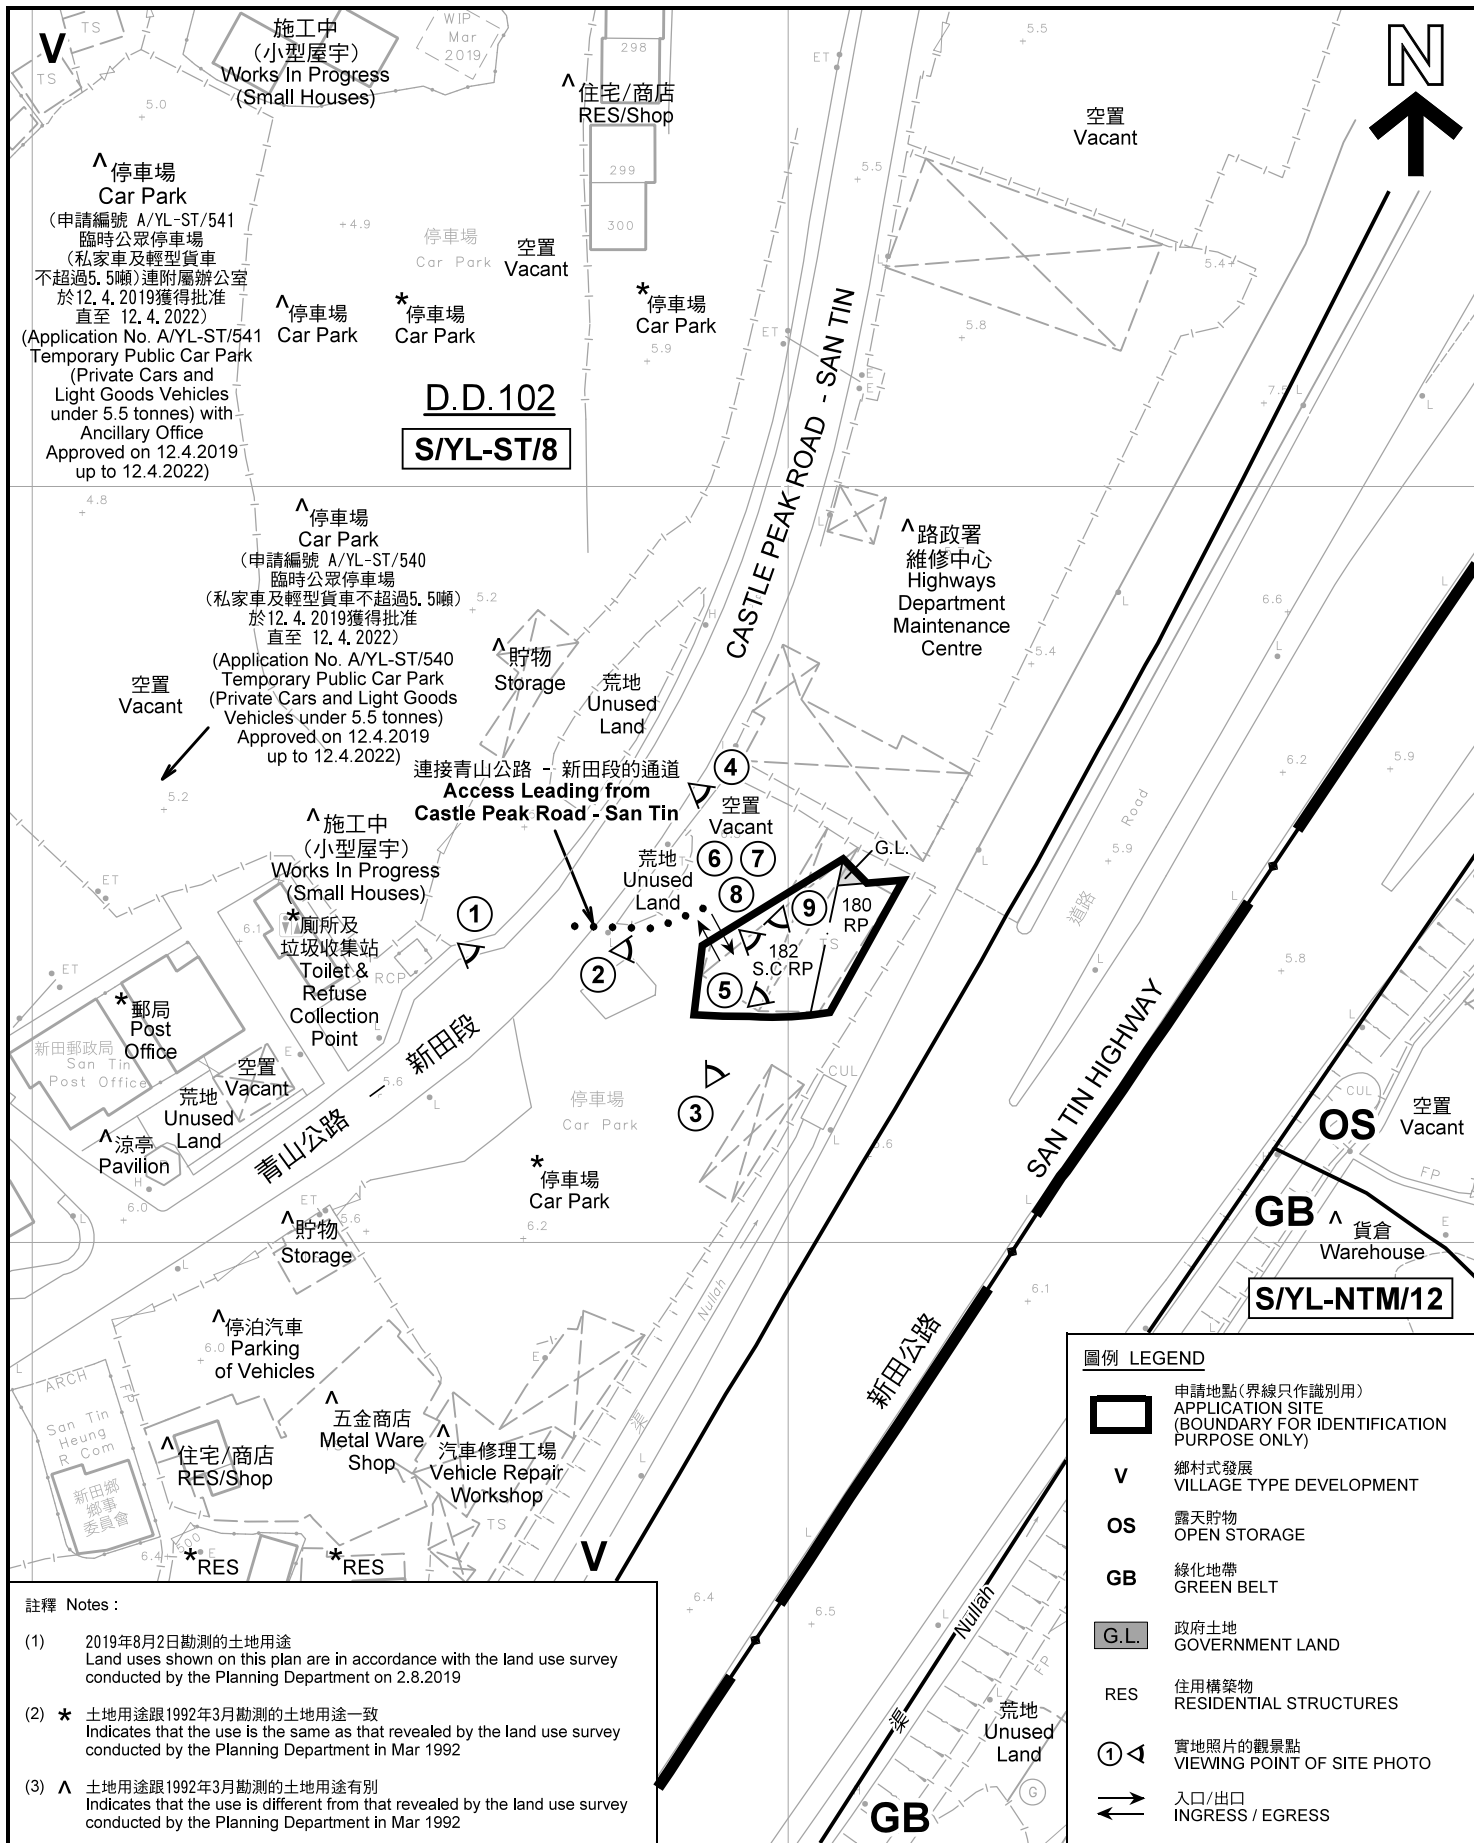 V
TS
TS
施工中
（小型屋宇）
Works In Progress
(Small Houses)
WIP
Mar
2019
298
^ 住宅/商店
RES/Shop
299
300
ET
5.5
空置
Vacant
N
5.0
^ 停車場
Car Park
（申請編號 A/YL-ST/541
臨時公眾停車場
（私家車及輕型貨車
不超過5.5噸）連附屬辦公室
於12.4.2019獲得批准
直至 12.4.2022）
(Application No. A/YL-ST/541
Temporary Public Car Park
(Private Cars and
Light Goods Vehicles
under 5.5 tonnes) with
Ancillary Office
Approved on 12.4.2019
up to 12.4.2022)
4.9
停車場
Car Park
空置
Vacant
^ 停車場
Car Park
* 停車場
Car Park
* 停車場
Car Park
5.9
5.5
L
5.4
5.8
ET
E
E
7.5
L
L
D.D.102
S/YL-ST/8
CASTLE PEAK ROAD - SAN TIN
4.8
^ 停車場
Car Park
（申請編號 A/YL-ST/540
臨時公眾停車場
（私家車及輕型貨車不超過5.5噸）
於12.4.2019獲得批准
直至 12.4.2022）
(Application No. A/YL-ST/540
Temporary Public Car Park
(Private Cars and Light Goods
Vehicles under 5.5 tonnes)
Approved on 12.4.2019
up to 12.4.2022)
5.2
L
^ 路政署
維修中心
Highways
Department
Maintenance
Centre
L
6.6
L
L
5.4
H
^ 貯物
Storage
荒地
Unused
Land
空置
Vacant
5.2
連接青山公路 - 新田段的通道
Access Leading from
Castle Peak Road - San Tin
L
4
空置
Vacant
6.2
5.9
Road
道路
5.9
^ 施工中
（小型屋宇）
Works In Progress
(Small Houses)
荒地
Unused
Land
6
7
8
9
G.L.
180
RP
182
S.C RP
TS
5
L
L
L
5.8
ET
ET
6.1
* 廁所及
垃圾收集站
Toilet &
Refuse
Collection
Point
RCP
1
2
L
3
* 郵局
Post
Office
新田郵政局
San Tin
Post Office
空置
Vacant
E
L
5.6
L
荒地
Unused
Land
^ 涼亭
Pavilion
H
6.0
L
青山公路 — 新田段
停車場
Car Park
CUL
L
5.6
SAN TIN HIGHWAY
L
CUL
OS
空置
Vacant
FP
GB
^ 貨倉
Warehouse
E
S/YL-NTM/12
* 停車場
Car Park
6.2
ET
5.6
^ 貯物
Storage
L
Nullah
渠
6.1
新田公路
^ 停泊汽車
Parking
of Vehicles
6.0
L
ARCH
FP
San Tin
Heung
R Com
新田鄉
鄉事
委員會
^ 住宅/商店
RES/Shop
^
五金商店
Metal Ware
Shop
E
^
汽車修理工場
Vehicle Repair
Workshop
TS
L
L
6.4
E
* RES
* RES
V
6.4
6.5
L
Nullah
渠
FP
L
荒地
Unused
Land
G
GB
註釋 Notes :
(1) 2019年8月2日勘測的土地用途
Land uses shown on this plan are in accordance with the land use survey
conducted by the Planning Department on 2.8.2019
(2) * 土地用途跟1992年3月勘測的土地用途一致
Indicates that the use is the same as that revealed by the land use survey
conducted by the Planning Department in Mar 1992
(3) ^ 土地用途跟1992年3月勘測的土地用途有別
Indicates that the use is different from that revealed by the land use survey
conducted by the Planning Department in Mar 1992
圖例 LEGEND
申請地點（界線只作識別用）
APPLICATION SITE
(BOUNDARY FOR IDENTIFICATION
PURPOSE ONLY)
V 鄉村式發展
VILLAGE TYPE DEVELOPMENT
OS 露天貯物
OPEN STORAGE
GB 綠化地帶
GREEN BELT
G.L. 政府土地
GOVERNMENT LAND
RES 住用構築物
RESIDENTIAL STRUCTURES
1 實地照片的觀景點
VIEWING POINT OF SITE PHOTO
入口/出口
INGRESS / EGRESS